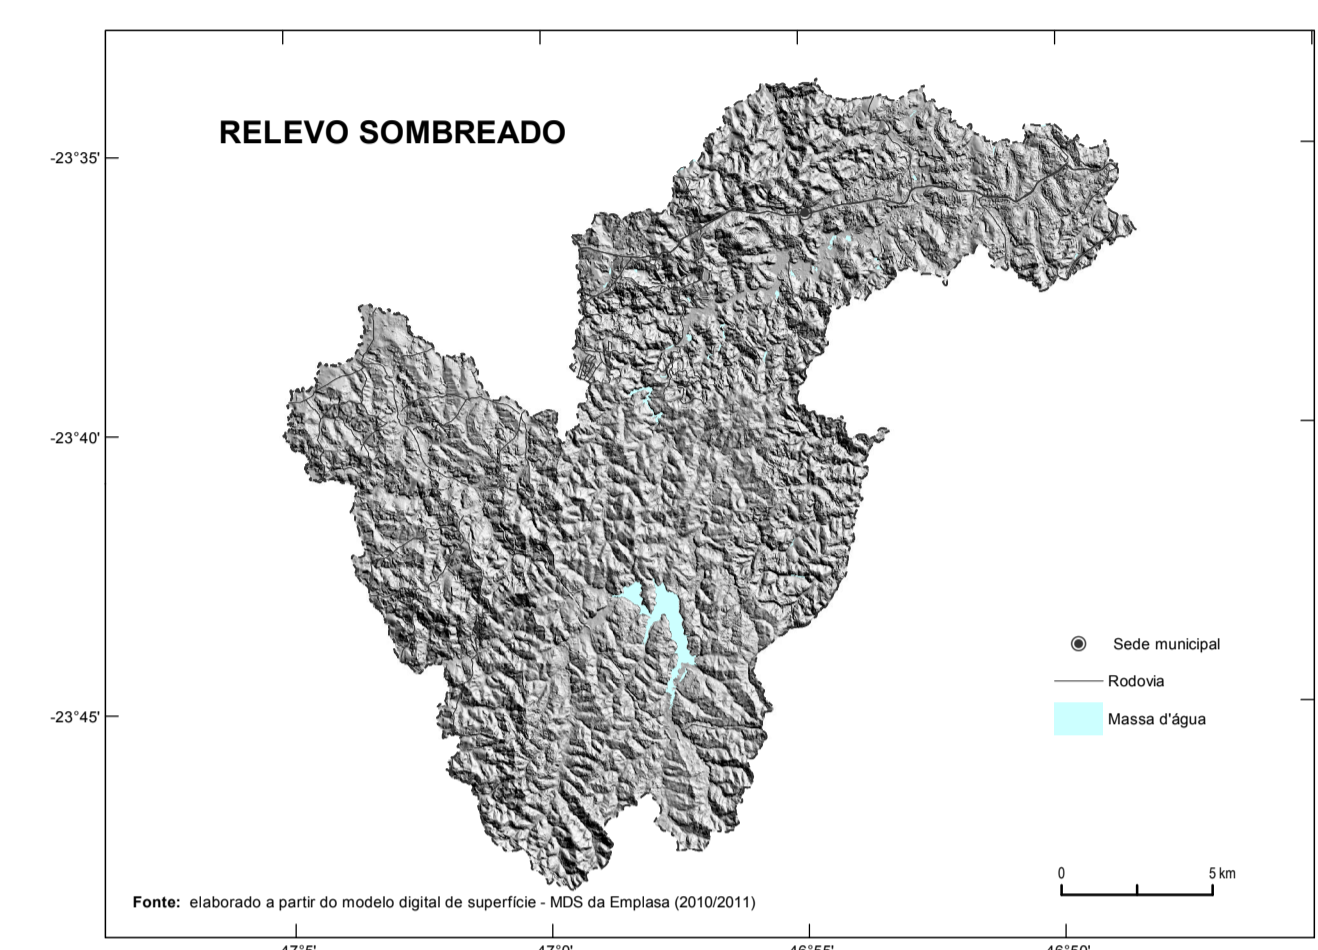 RELEVO SOMBREADO
-23°35'
-23°40'
-23°45'
Sede municipal
Rodovia
Massa d'água
0 5 km
Fonte: elaborado a partir do modelo digital de superfície - MDS da Emplasa (2010/2011)